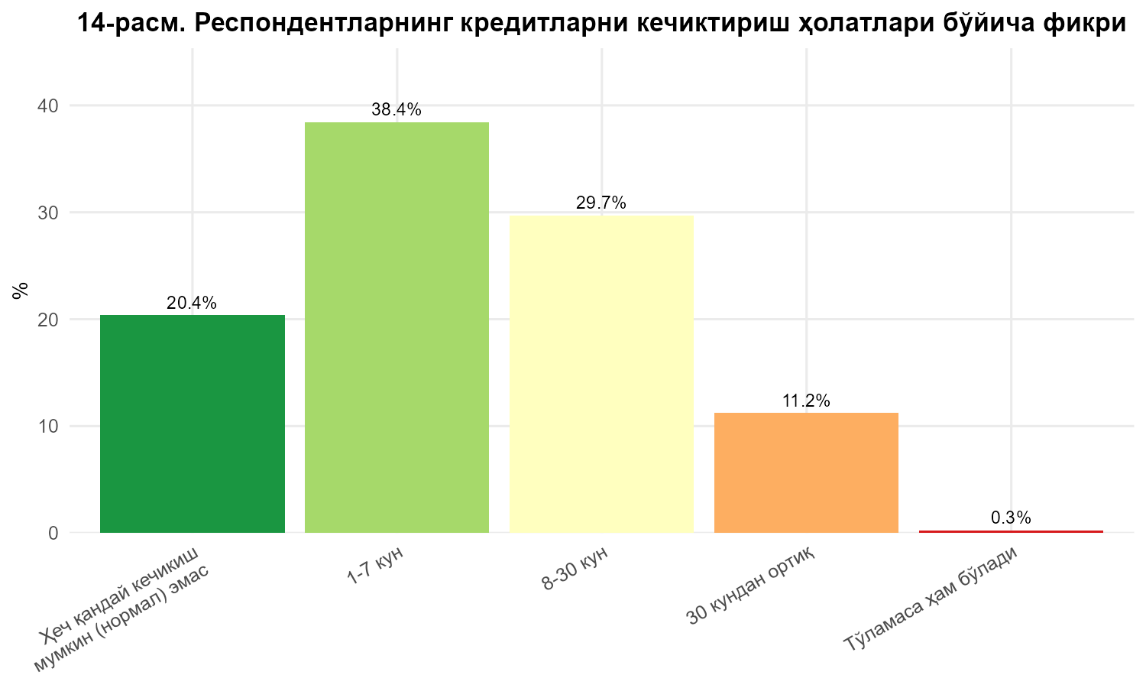 14-расм. Респондентларнинг кредитларни кечиктириш ҳолатлари бўйича фикри
%
40
30
20
10
0
20.4%
38.4%
29.7%
11.2%
0.3%
Ҳеч қандай кечикиш
мумкин (нормал) эмас
1-7 кун
8-30 кун
30 кундан ортиқ
Тўламаса ҳам бўлади